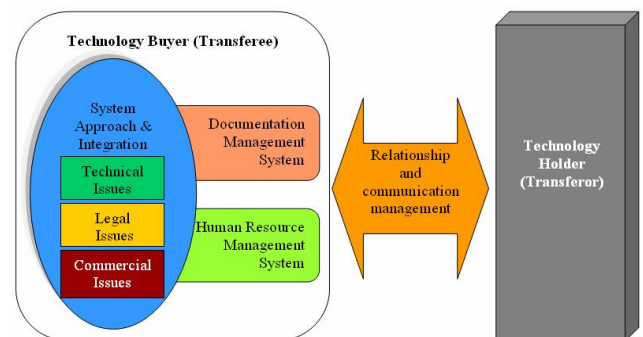 Technology Buyer (Transferee)
System
Approach &
Integration
Technical
Issues
Legal
Issues
Commercial
Issues
Documentation
Management
System
Human Resource
Management
System
Relationship
and
communication
management
Technology
Holder
(Transferor)